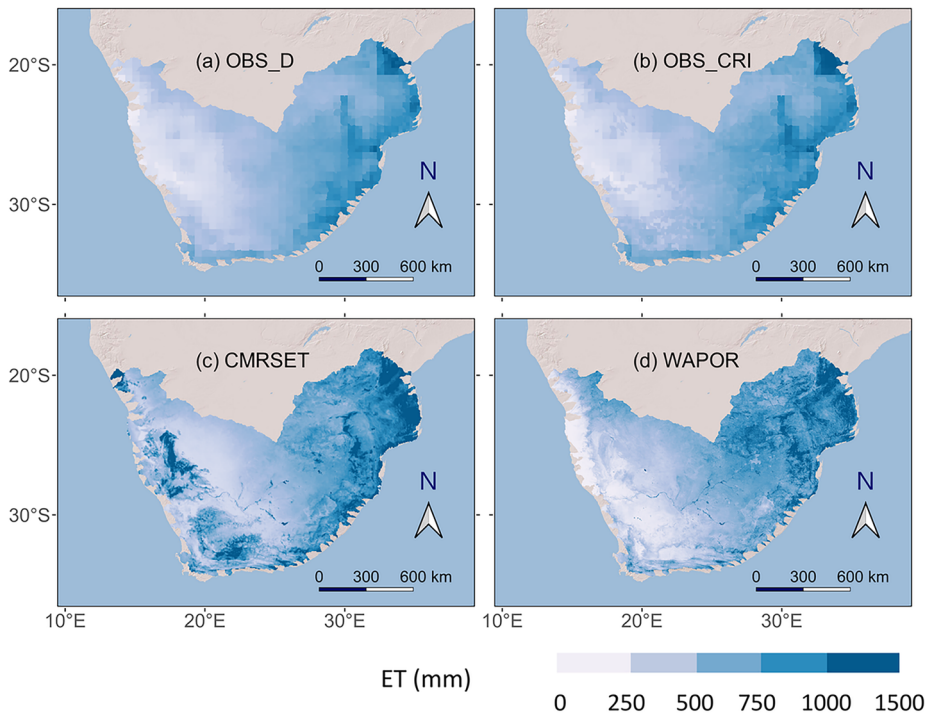 (a) OBS_D
(b) OBS_CRI
20°S
N
N
30°S
0 300 600 km
0 300 600 km
(c) CMRSET
(d) WAPOR
20°S
N
N
30°S
0 300 600 km
0 300 600 km
10°E 20°E 30°E 10°E 20°E 30°E
ET (mm)
0 250 500 750 1000 1500